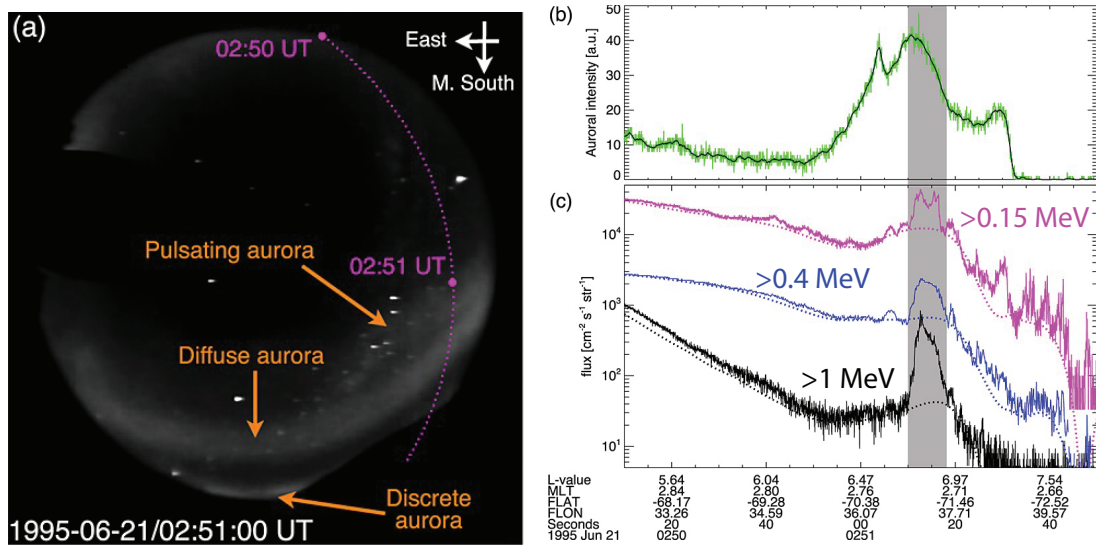 (a)
02:50 UT
East
M. South
Pulsating aurora
02:51 UT
Diffuse aurora
Discrete
aurora
1995-06-21/02:51:00 UT
(b)
Auroral intensity [a.u.]
50
40
30
20
10
0
(c)
flux [cm⁻² s⁻¹ str⁻¹]
10⁴
10³
10²
10¹
>0.15 MeV
>0.4 MeV
>1 MeV
L-value 5.64 6.04 6.47 6.97 7.54
MLT 2.84 2.80 2.76 2.71 2.66
FLAT -68.17 -69.28 -70.38 -71.46 -72.52
FLON 33.26 34.59 36.07 37.71 39.57
Seconds 20 40 00 20 40
1995 Jun 21 0250 0251